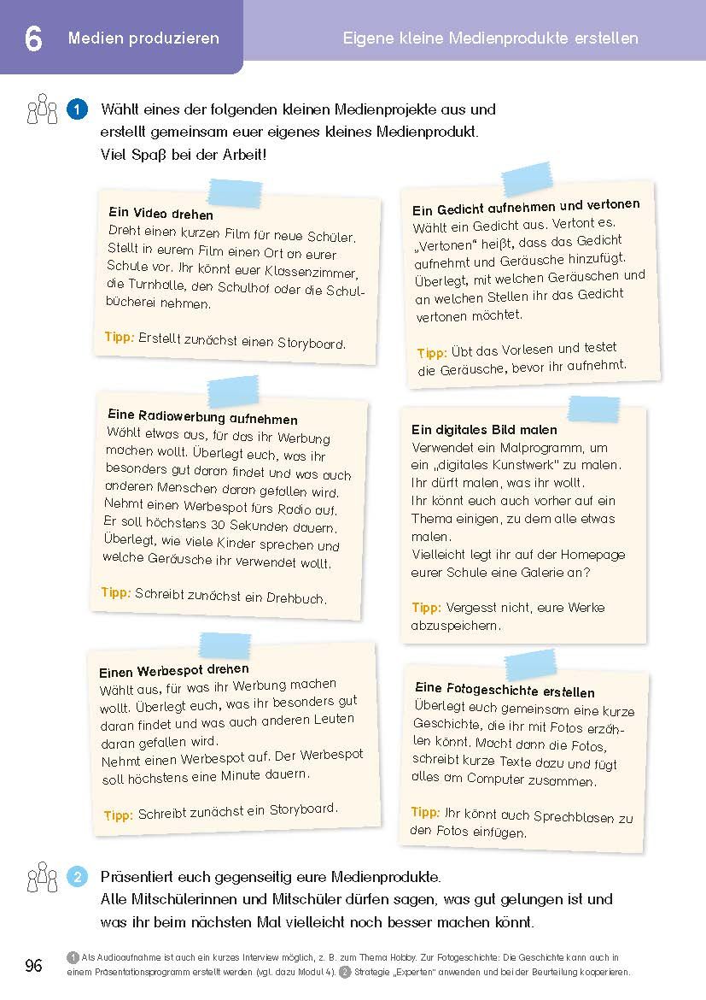 6 Medien produzieren
Eigene kleine Medienprodukte erstellen
1 Wählt eines der folgenden kleinen Medienprojekte aus und
erstellt gemeinsam euer eigenes kleines Medienprodukt.
Viel Spaß bei der Arbeit!
Ein Video drehen
Dreht einen kurzen Film für neue Schüler.
Stellt in eurem Film einen Ort an eurer
Schule vor. Ihr könnt euer Klassenzimmer,
die Turnhalle, den Schulhof oder die Schul-
bücherei nehmen.
Tipp: Erstellt zunächst einen Storyboard.
Ein Gedicht aufnehmen und vertonen
Wählt ein Gedicht aus. Vertont es.
„Vertonen“ heißt, dass das Gedicht
aufnehmt und Geräusche hinzufügt.
Überlegt, mit welchen Geräuschen und
an welchen Stellen ihr das Gedicht
vertonen möchtet.
Tipp: Übt das Vorlesen und testet
die Geräusche, bevor ihr aufnehmt.
Eine Radiowerbung aufnehmen
Wählt etwas aus, für das ihr Werbung
machen wollt. Überlegt euch, was ihr
besonders gut daran findet und was auch
anderen Menschen daran gefallen wird.
Nehmt einen Werbespot fürs Radio auf.
Er soll höchstens 30 Sekunden dauern.
Überlegt, wie viele Kinder sprechen und
welche Geräusche ihr verwendet wollt.
Tipp: Schreibt zunächst ein Drehbuch.
Ein digitales Bild malen
Verwendet ein Malprogramm, um
ein „digitales Kunstwerk“ zu malen.
Ihr dürft malen, was ihr wollt.
Ihr könnt euch auch vorher auf ein
Thema einigen, zu dem alle etwas
malen.
Vielleicht legt ihr auf der Homepage
eurer Schule eine Galerie an?
Tipp: Vergesst nicht, eure Werke
abzuspeichern.
Einen Werbespot drehen
Wählt aus, für was ihr Werbung machen
wollt. Überlegt euch, was ihr besonders gut
daran findet und was auch anderen Leuten
daran gefallen wird.
Nehmt einen Werbespot auf. Der Werbespot
soll höchstens eine Minute dauern.
Tipp: Schreibt zunächst ein Storyboard.
Eine Fotogeschichte erstellen
Überlegt euch gemeinsam eine kurze
Geschichte, die ihr mit Fotos erzäh-
len könnt. Macht dann die Fotos,
schreibt kurze Texte dazu und fügt
alles am Computer zusammen.
Tipp: Ihr könnt auch Sprechblasen zu
den Fotos einfügen.
2 Präsentiert euch gegenseitig eure Medienprodukte.
Alle Mitschülerinnen und Mitschüler dürfen sagen, was gut gelungen ist und
was ihr beim nächsten Mal vielleicht noch besser machen könnt.
96
1 Als Audioaufnahme ist auch ein kurzes Interview möglich, z. B. zum Thema Hobby. Zur Fotogeschichte: Die Geschichte kann auch in
einem Präsentationsprogramm erstellt werden (vgl. dazu Modul 4). 2 Strategie „Experten“ anwenden und bei der Beurteilung kooperieren.